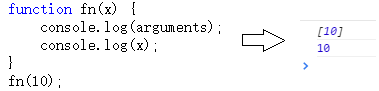 function fn(x) {
    console.log(arguments);
    console.log(x);
}
fn(10);
[10]
10
>